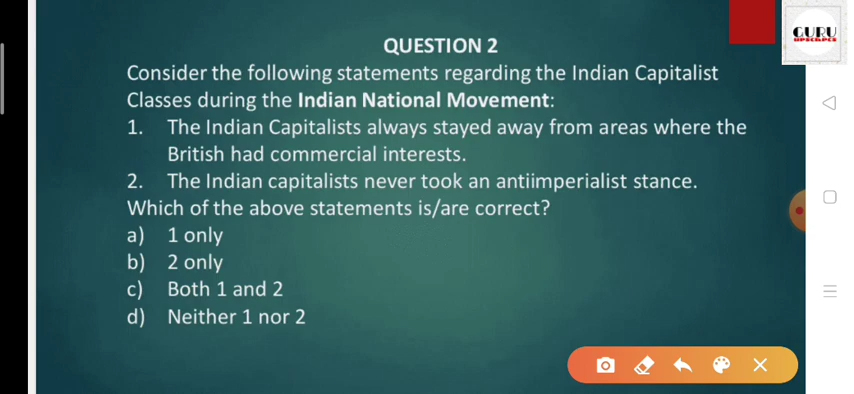 GURU
UPSCHPCS
QUESTION 2
Consider the following statements regarding the Indian Capitalist
Classes during the Indian National Movement:
1. The Indian Capitalists always stayed away from areas where the
British had commercial interests.
2. The Indian capitalists never took an antiimperialist stance.
Which of the above statements is/are correct?
a) 1 only
b) 2 only
c) Both 1 and 2
d) Neither 1 nor 2